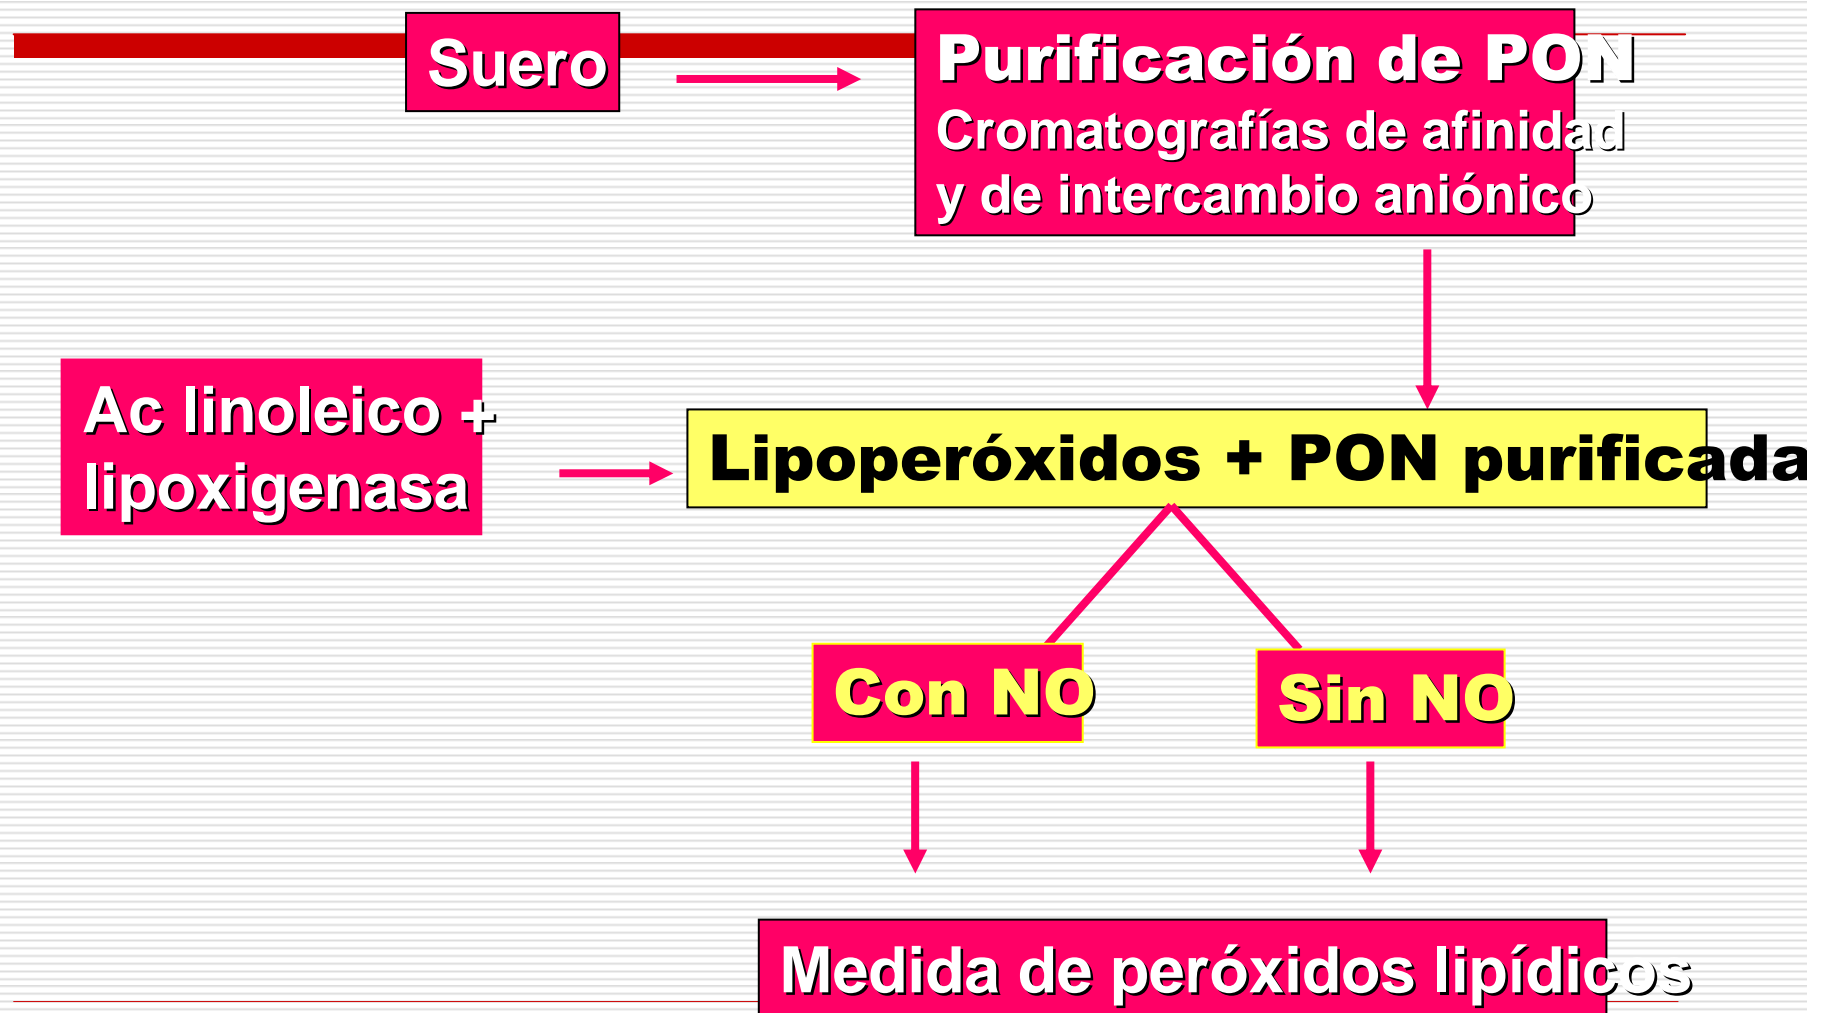 Suero
Purificación de PON
Cromatografías de afinidad
y de intercambio aniónico
Ac linoleico +
lipoxigenasa
Lipoperóxidos + PON purificada
Con NO
Sin NO
Medida de peróxidos lipídicos